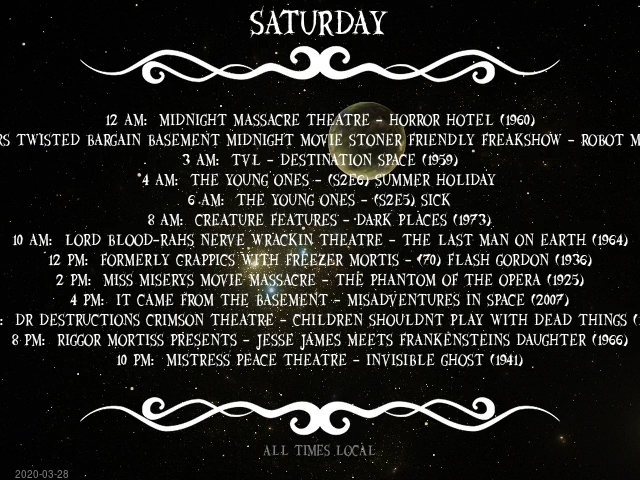 SATURDAY
12 AM: MIDNIGHT MASSACRE THEATRE - HORROR HOTEL (1960)
TWISTED BARGAIN BASEMENT MIDNIGHT MOVIE STONER FRIENDLY FREAKSHOW - ROBOT
3 AM: TVL - DESTINATION SPACE (1959)
4 AM: THE YOUNG ONES - (S2E6) SUMMER HOLIDAY
6 AM: THE YOUNG ONES - (S2E5) SICK
8 AM: CREATURE FEATURES - DARK PLACES (1973)
10 AM: LORD BLOOD-RAHS NERVE WRACKIN THEATRE - THE LAST MAN ON EARTH (1964)
12 PM: FORMERLY CRAPPICS WITH FREEZER MORTIS - (70) FLASH GORDON (1936)
2 PM: MISS MISERYS MOVIE MASSACRE - THE PHANTOM OF THE OPERA (1925)
4 PM: IT CAME FROM THE BASEMENT - MISADVENTURES IN SPACE (2007)
: DR DESTRUCTIONS CRIMSON THEATRE - CHILDREN SHOULDNT PLAY WITH DEAD THINGS
8 PM: RIGGOR MORTISS PRESENTS - JESSE JAMES MEETS FRANKENSTEINS DAUGHTER (1966)
10 PM: MISTRESS PEACE THEATRE - INVISIBLE GHOST (1941)
ALL TIMES LOCAL
2020-03-28